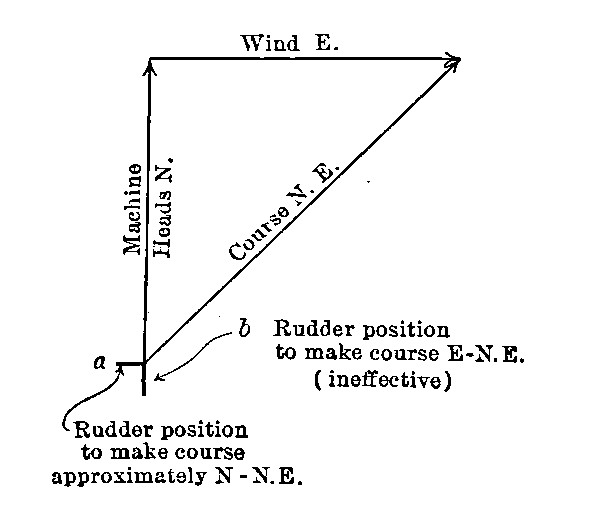 Wind E.
Machine
Heads N.
Course N. E.
b Rudder position
to make course E-N.E.
(ineffective)
a
Rudder position
to make course
approximately N-N.E.